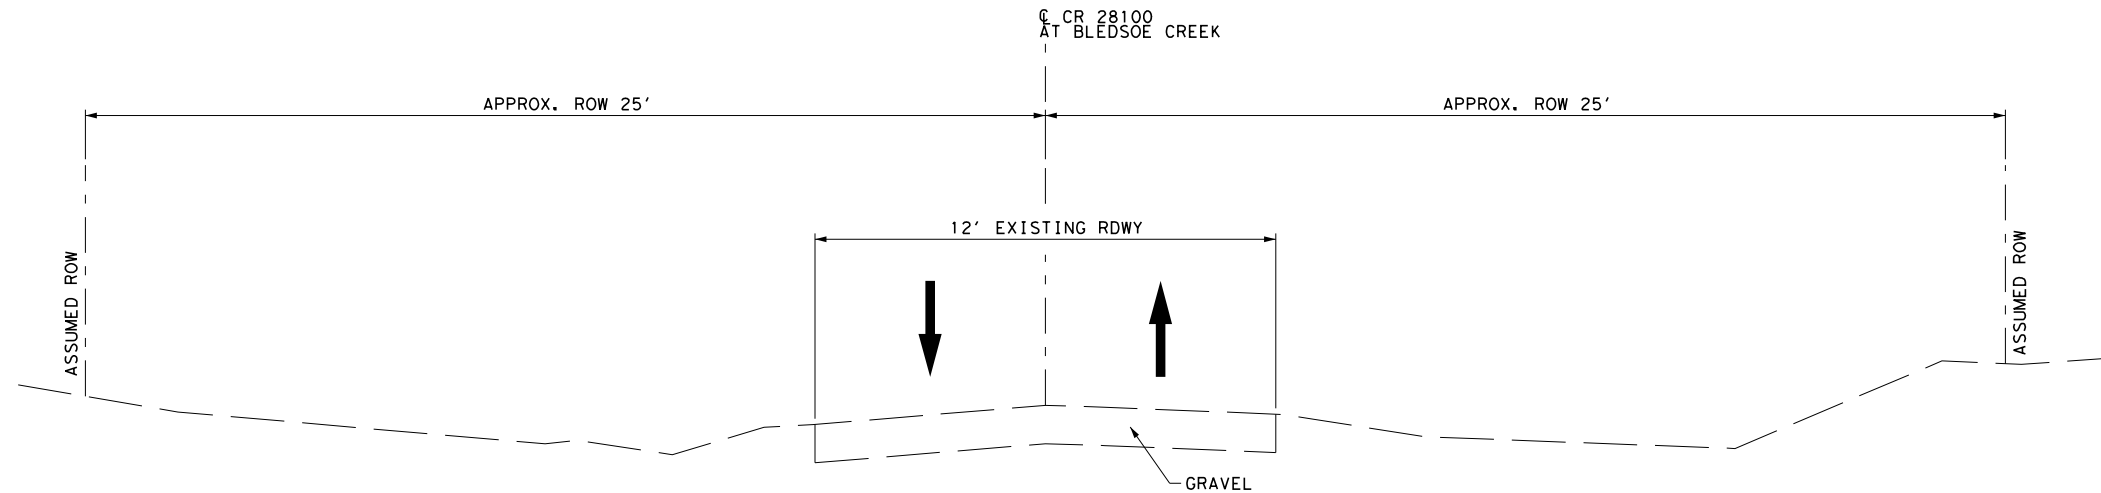 ℄ CR 28100
AT BLEDSOE CREEK
APPROX. ROW 25'
APPROX. ROW 25'
12' EXISTING RDWY
ASSUMED ROW
ASSUMED ROW
GRAVEL